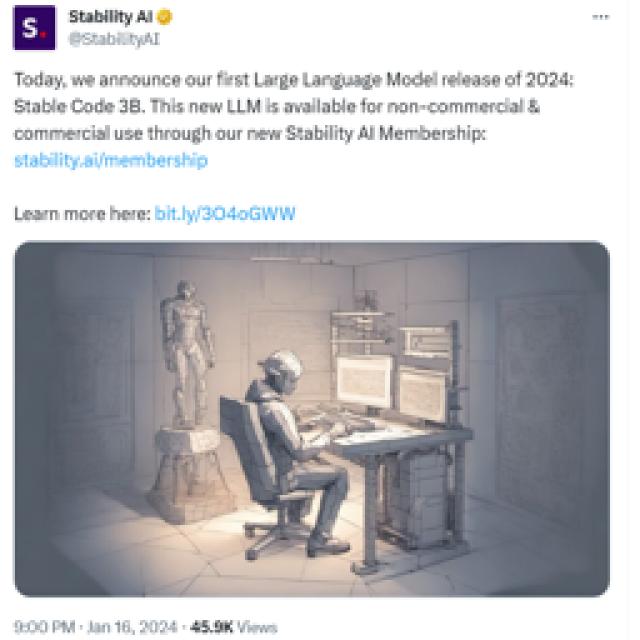 S.
Stability AI
@StabilityAI
Today, we announce our first Large Language Model release of 2024:
Stable Code 3B. This new LLM is available for non-commercial &
commercial use through our new Stability AI Membership:
stability.ai/membership
Learn more here: bit.ly/3O4oGWW
9:00 PM · Jan 16, 2024 · 45.9K Views